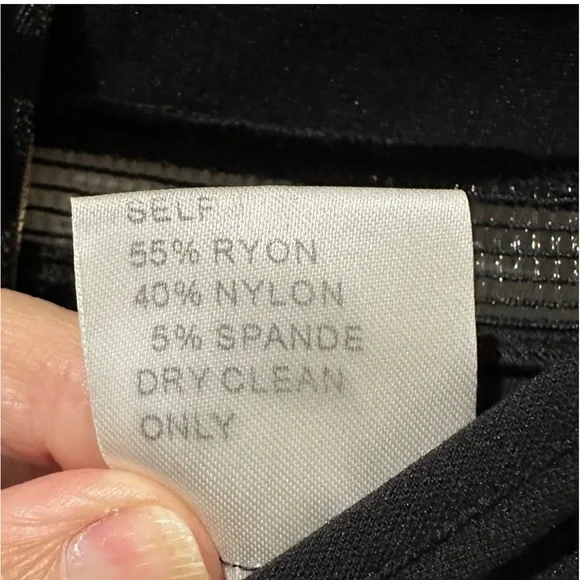 SELF
55% RYON
40% NYLON
5% SPANDE
DRY CLEAN
ONLY